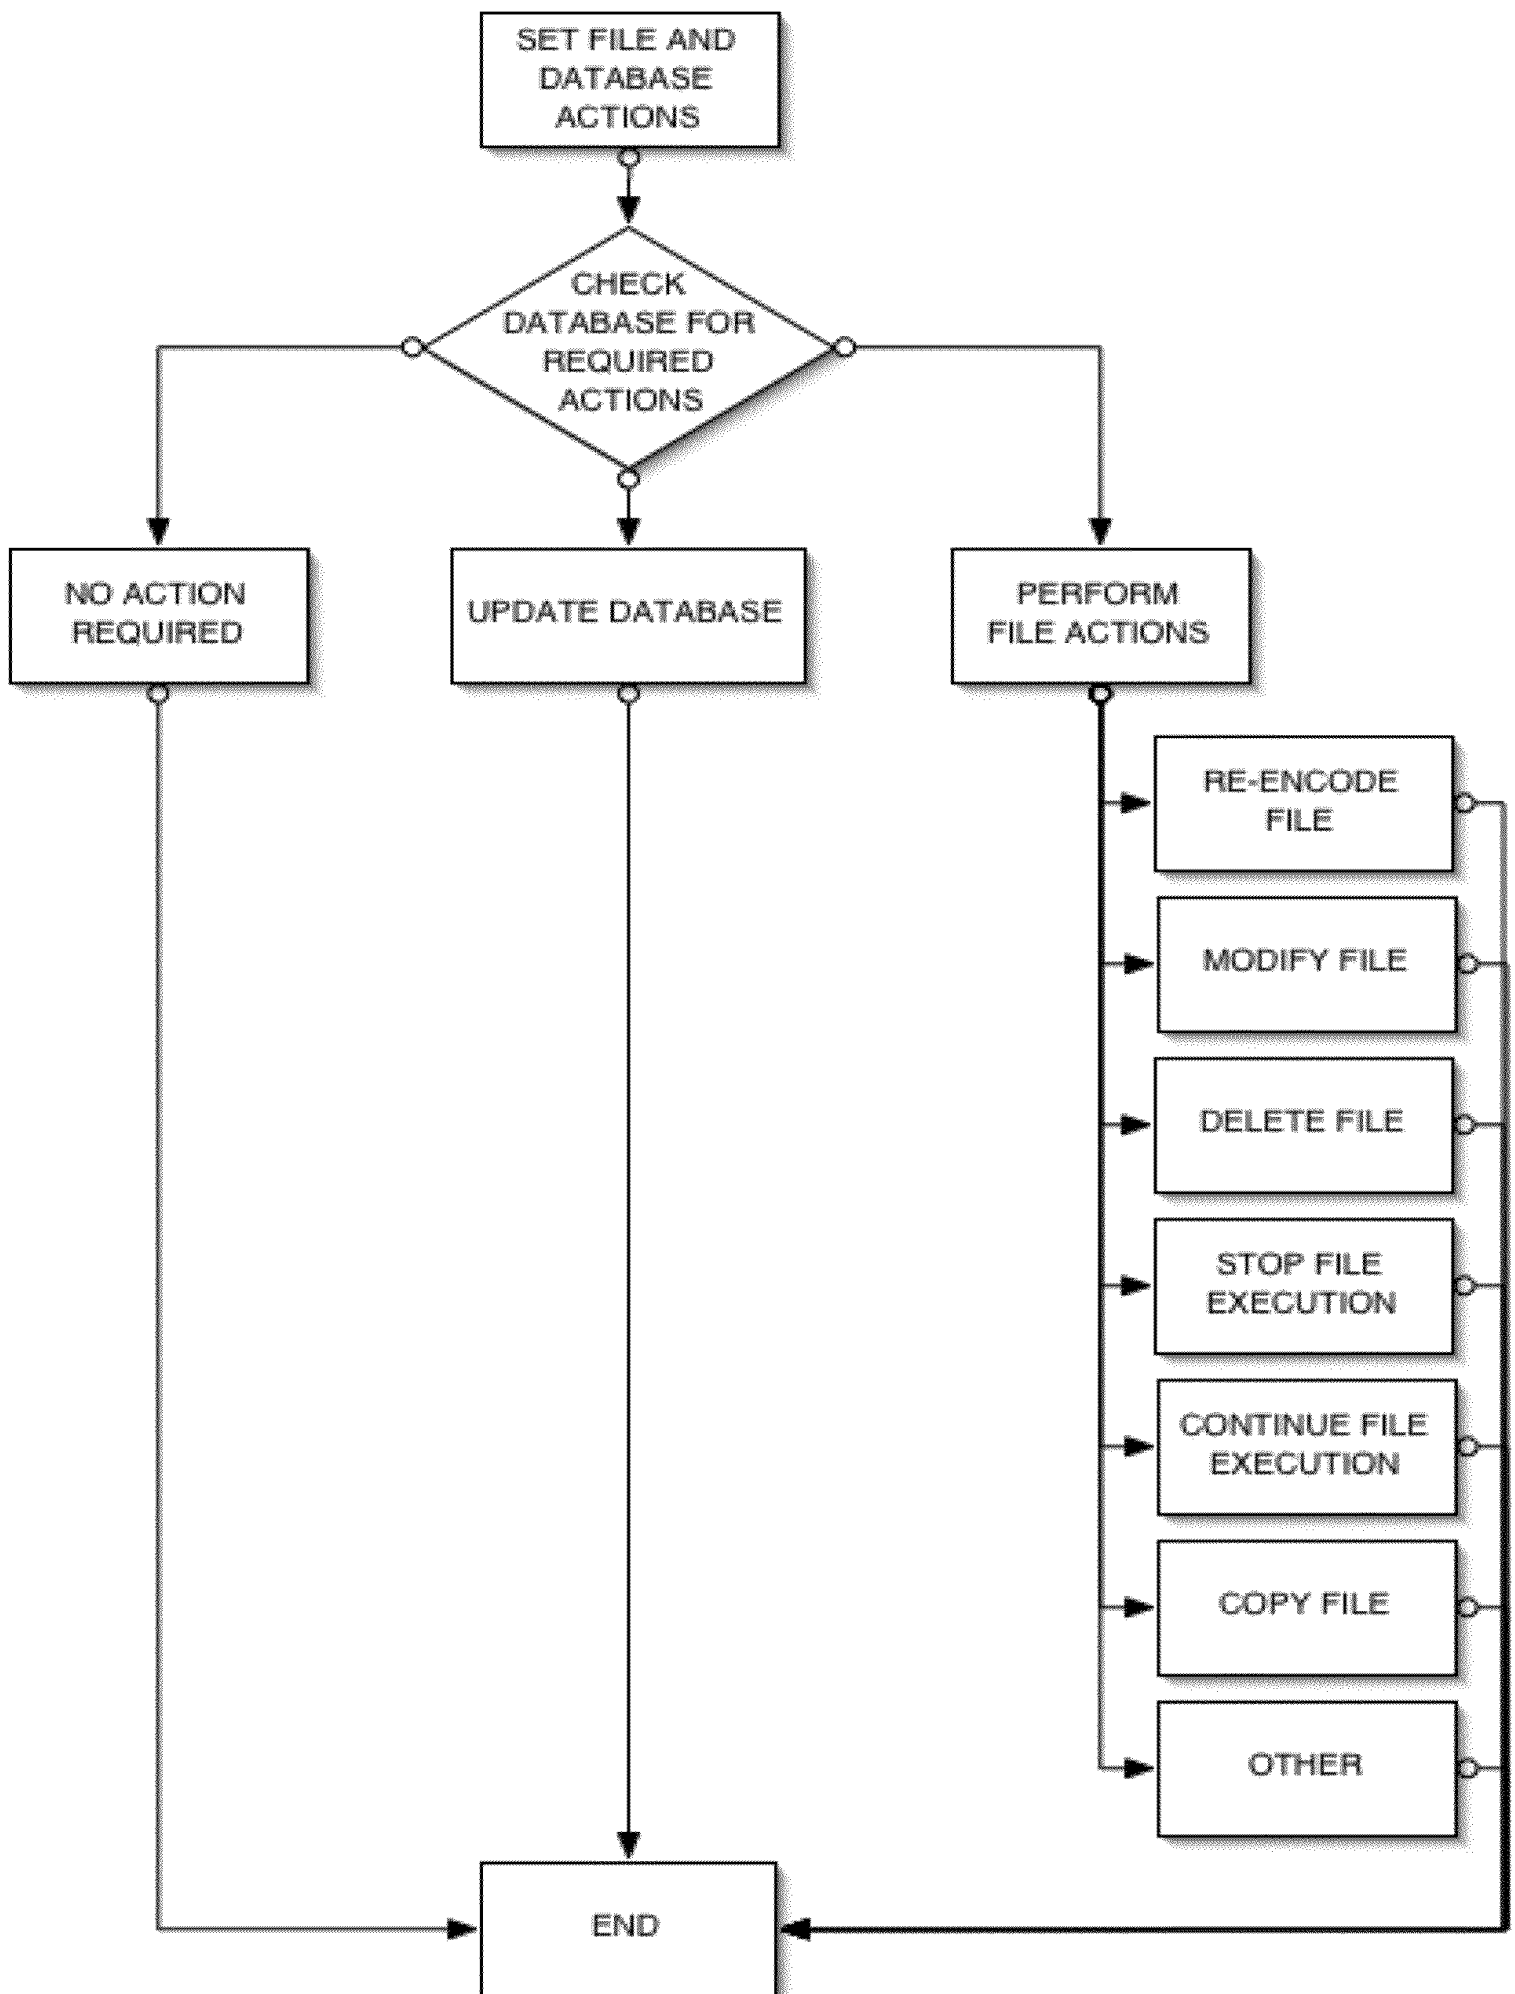 SET FILE AND
DATABASE
ACTIONS
CHECK
DATABASE FOR
REQUIRED
ACTIONS
NO ACTION
REQUIRED
UPDATE DATABASE
PERFORM
FILE ACTIONS
RE-ENCODE
FILE
MODIFY FILE
DELETE FILE
STOP FILE
EXECUTION
CONTINUE FILE
EXECUTION
COPY FILE
OTHER
END